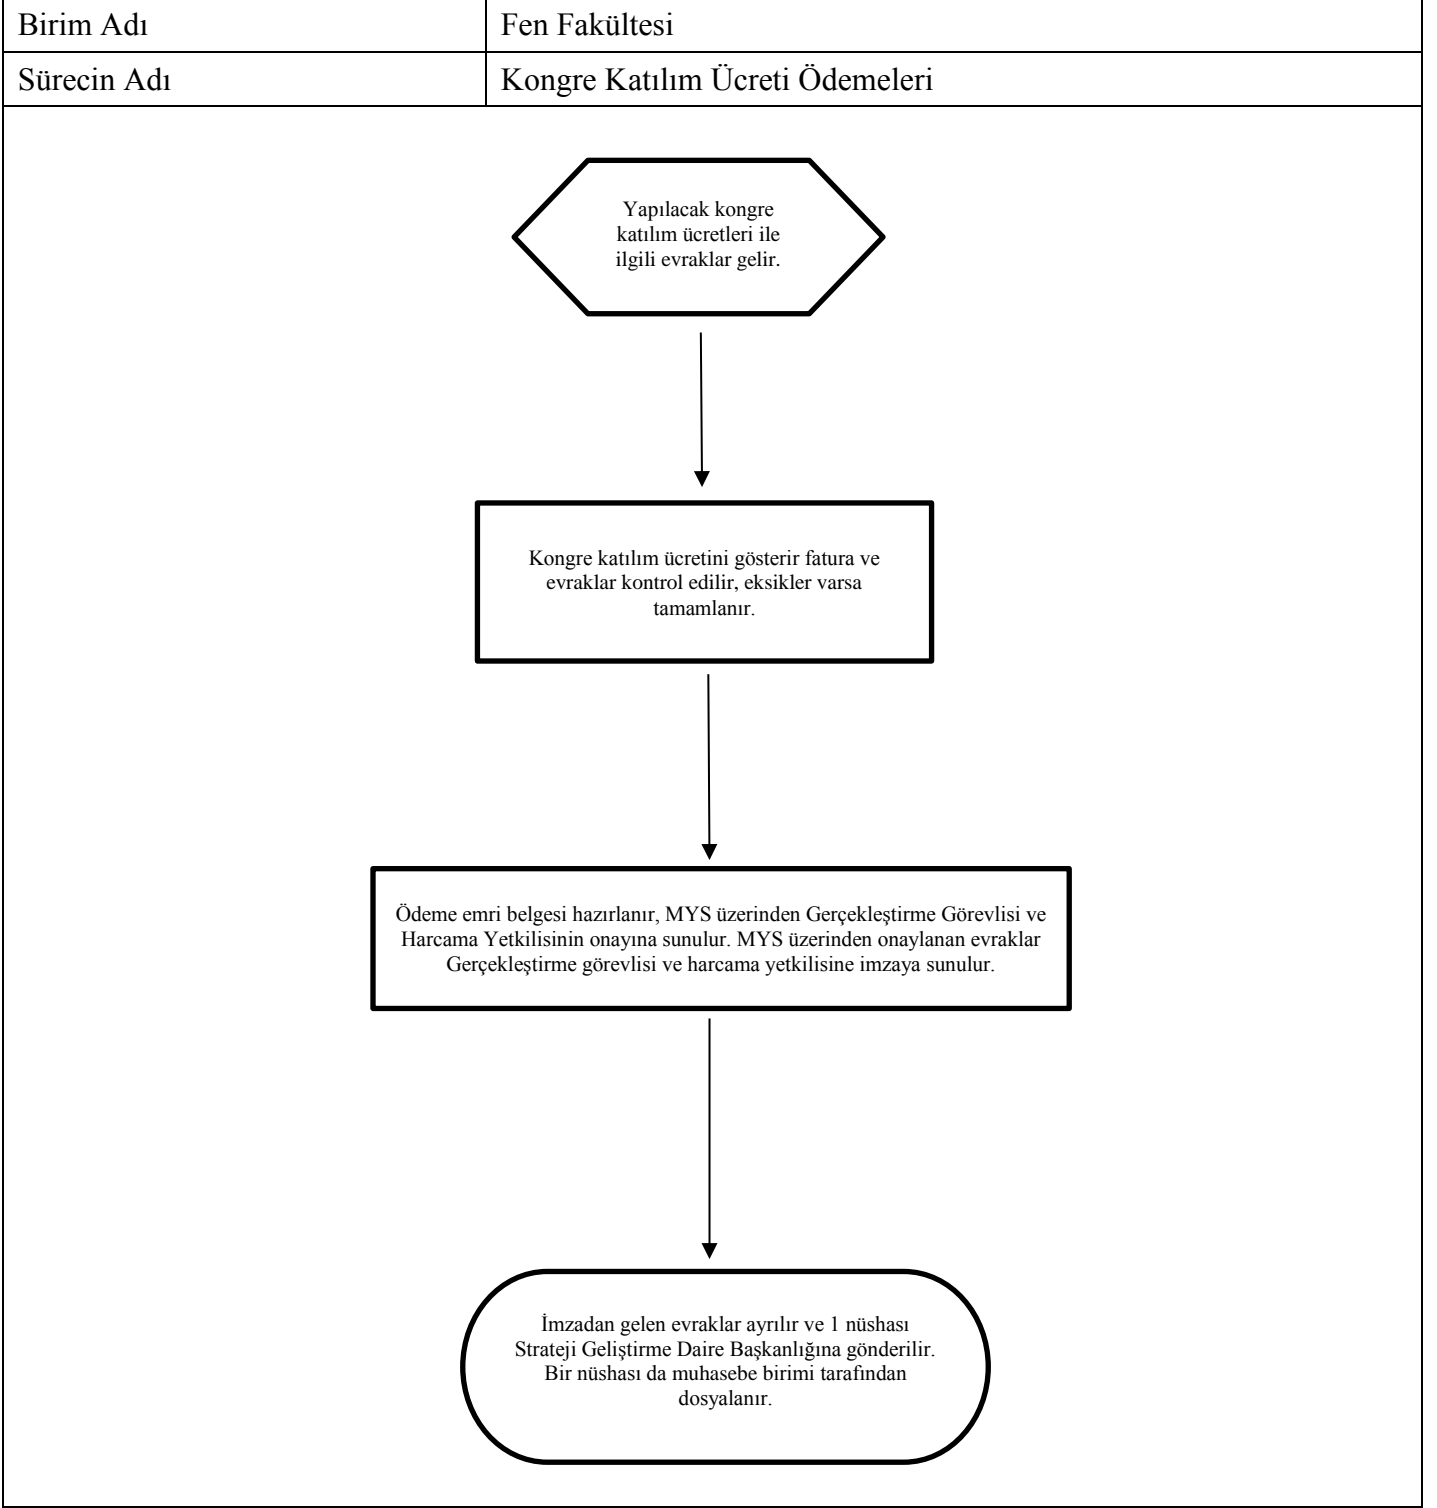 Birim Adı
Fen Fakültesi
Sürecin Adı
Kongre Katılım Ücreti Ödemeleri
Yapılacak kongre
katılım ücretleri ile
ilgili evraklar gelir.
Kongre katılım ücretini gösterir fatura ve
evraklar kontrol edilir, eksikler varsa
tamamlanır.
Ödeme emri belgesi hazırlanır, MYS üzerinden Gerçekleştirme Görevlisi ve
Harcama Yetkilisinin onayına sunulur. MYS üzerinden onaylanan evraklar
Gerçekleştirme görevlisi ve harcama yetkilisine imzaya sunulur.
İmzadan gelen evraklar ayrılır ve 1 nüshası
Strateji Geliştirme Daire Başkanlığına gönderilir.
Bir nüshası da muhasebe birimi tarafından
dosyalanır.